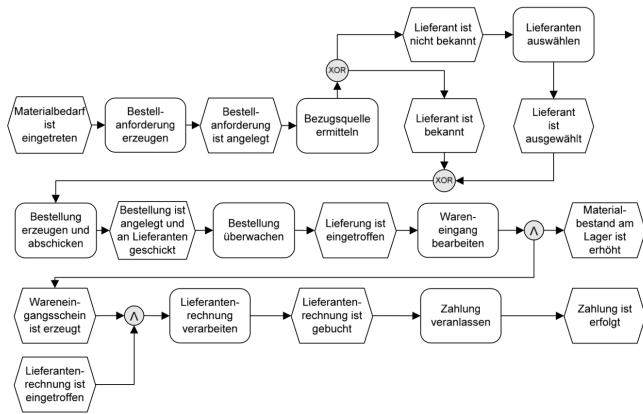 Lieferant ist
nicht bekannt
Lieferanten
auswählen
XOR
Materialbedarf
ist
eingetreten
Bestell-
anforderung
erzeugen
Bestell-
anforderung
ist angelegt
Bezugsquelle
ermitteln
Lieferant ist
bekannt
Lieferant
ist
ausgewählt
XOR
Bestellung
erzeugen und
abschicken
Bestellung ist
angelegt und
an Lieferanten
geschickt
Bestellung
überwachen
Lieferung ist
eingetroffen
Waren-
eingang
bearbeiten
Λ
Material-
bestand am
Lager ist
erhöht
Warenein-
gangsschein
ist erzeugt
Λ
Lieferanten-
rechnung
verarbeiten
Lieferanten-
rechnung ist
gebucht
Zahlung
veranlassen
Zahlung ist
erfolgt
Lieferanten-
rechnung ist
eingetroffen